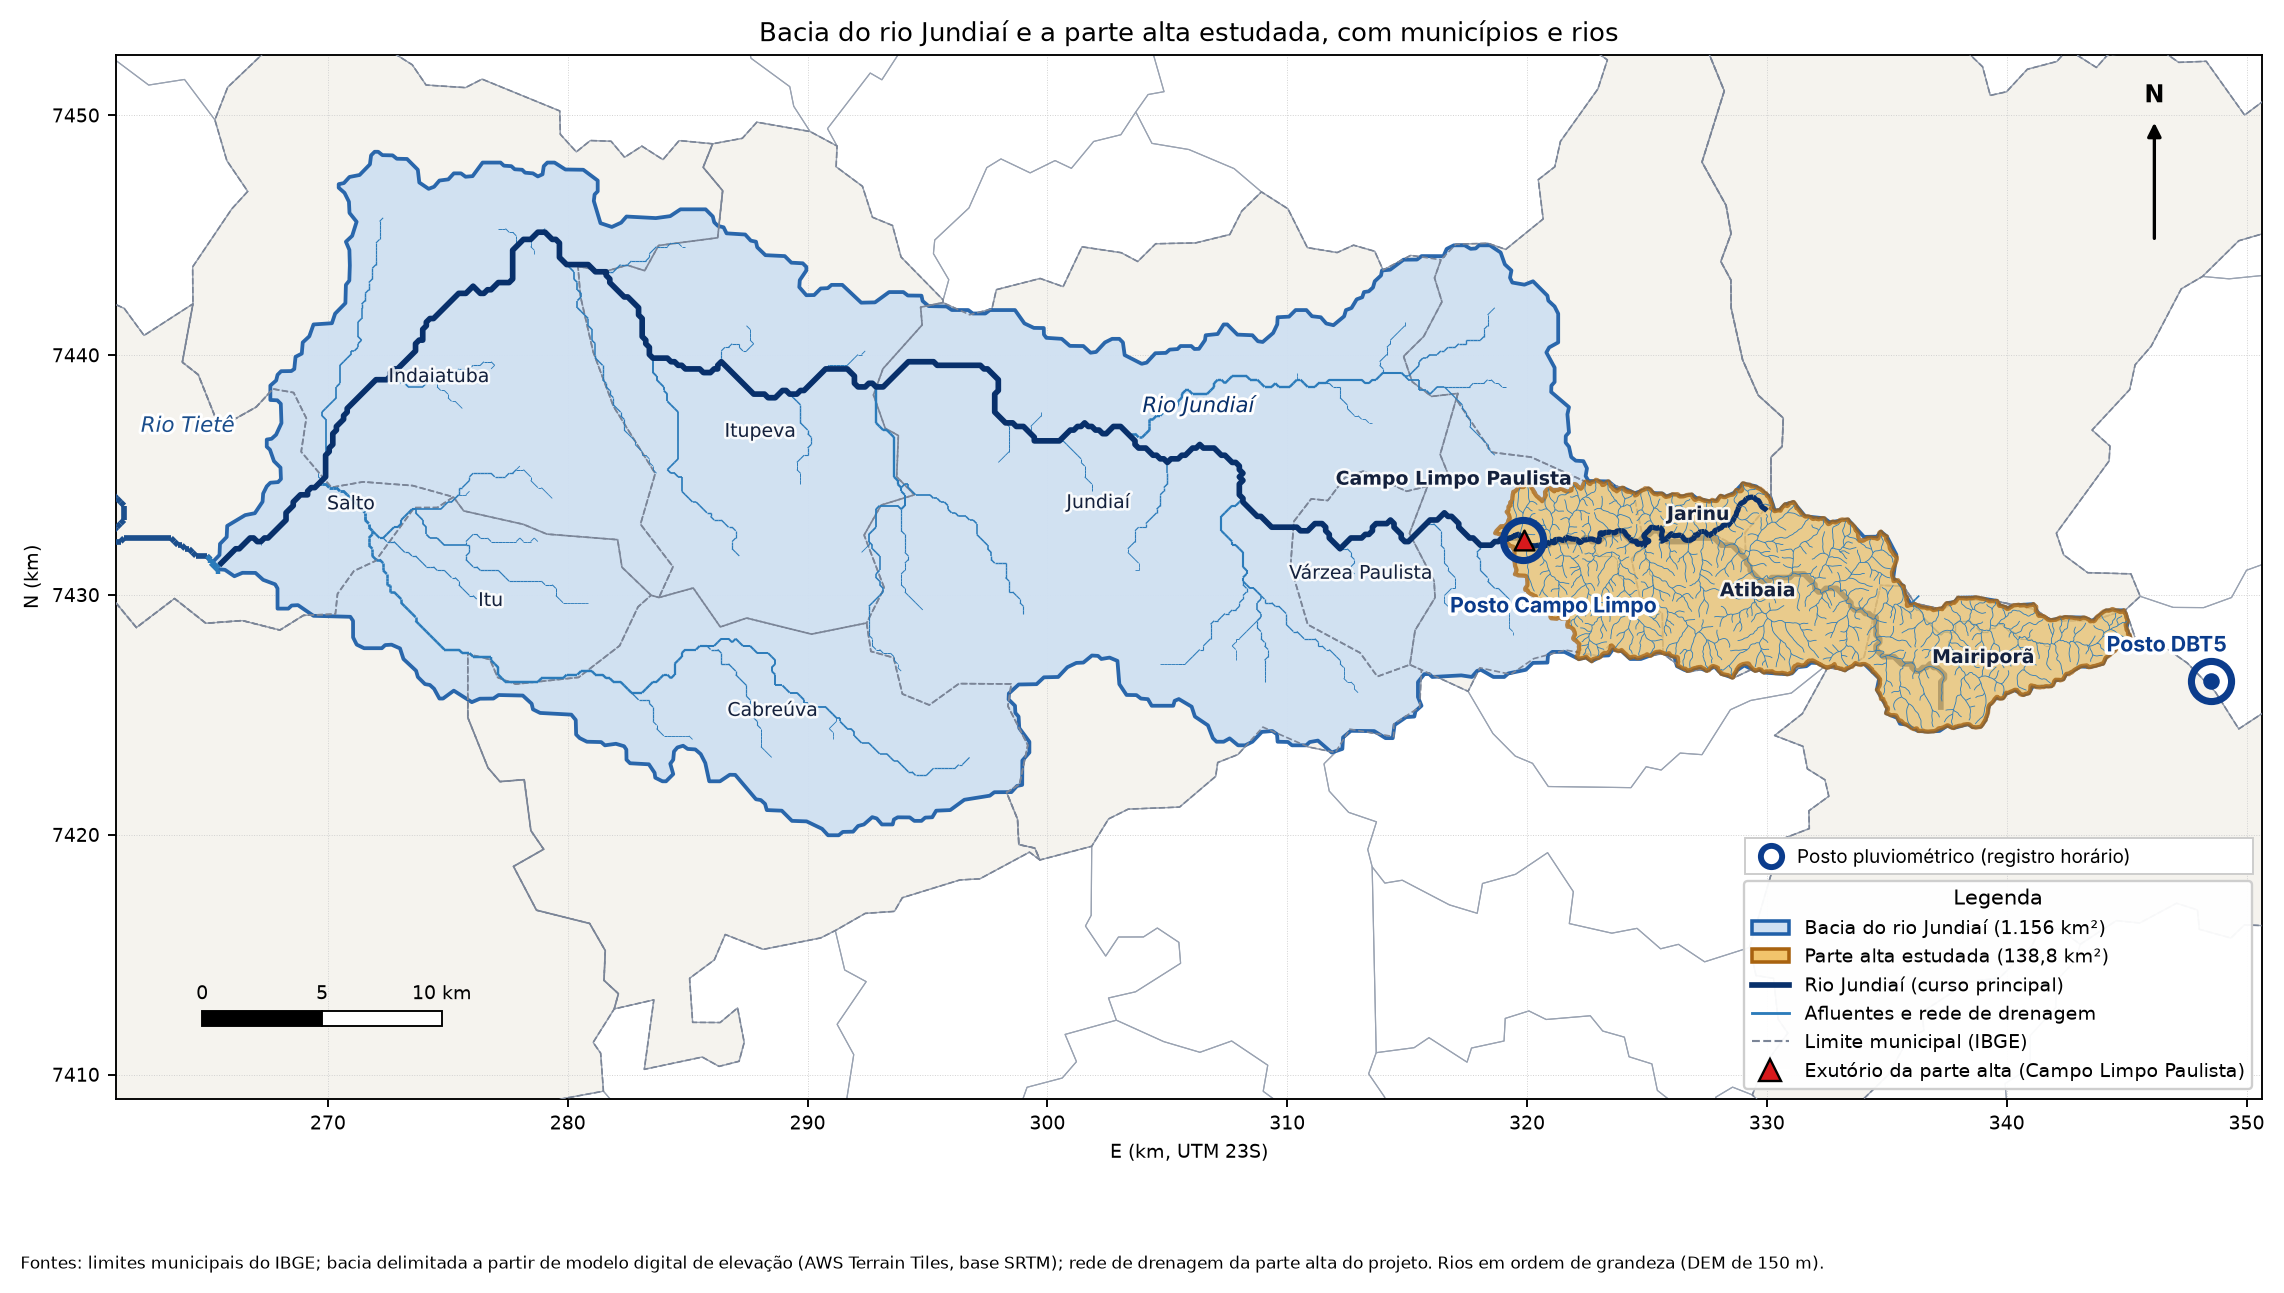 Bacia do rio Jundiaí e a parte alta estudada, com municípios e rios
7450
7440
7430
7420
7410
N (km)
N
Indaiatuba
Rio Tietê
Rio Jundiaí
Itupeva
Campo Limpo Paulista
Salto
Jundiaí
Jarinu
Várzea Paulista
Atibaia
Itu
Posto Campo Limpo
Posto DBT5
Mairiporã
Cabreúva
Posto pluviométrico (registro horário)
Legenda
Bacia do rio Jundiaí (1.156 km²)
Parte alta estudada (138,8 km²)
Rio Jundiaí (curso principal)
Afluentes e rede de drenagem
Limite municipal (IBGE)
Exutório da parte alta (Campo Limpo Paulista)
0 5 10 km
270 280 290 300 310 320 330 340 350
E (km, UTM 23S)
Fontes: limites municipais do IBGE; bacia delimitada a partir de modelo digital de elevação (AWS Terrain Tiles, base SRTM); rede de drenagem da parte alta do projeto. Rios em ordem de grandeza (DEM de 150 m).